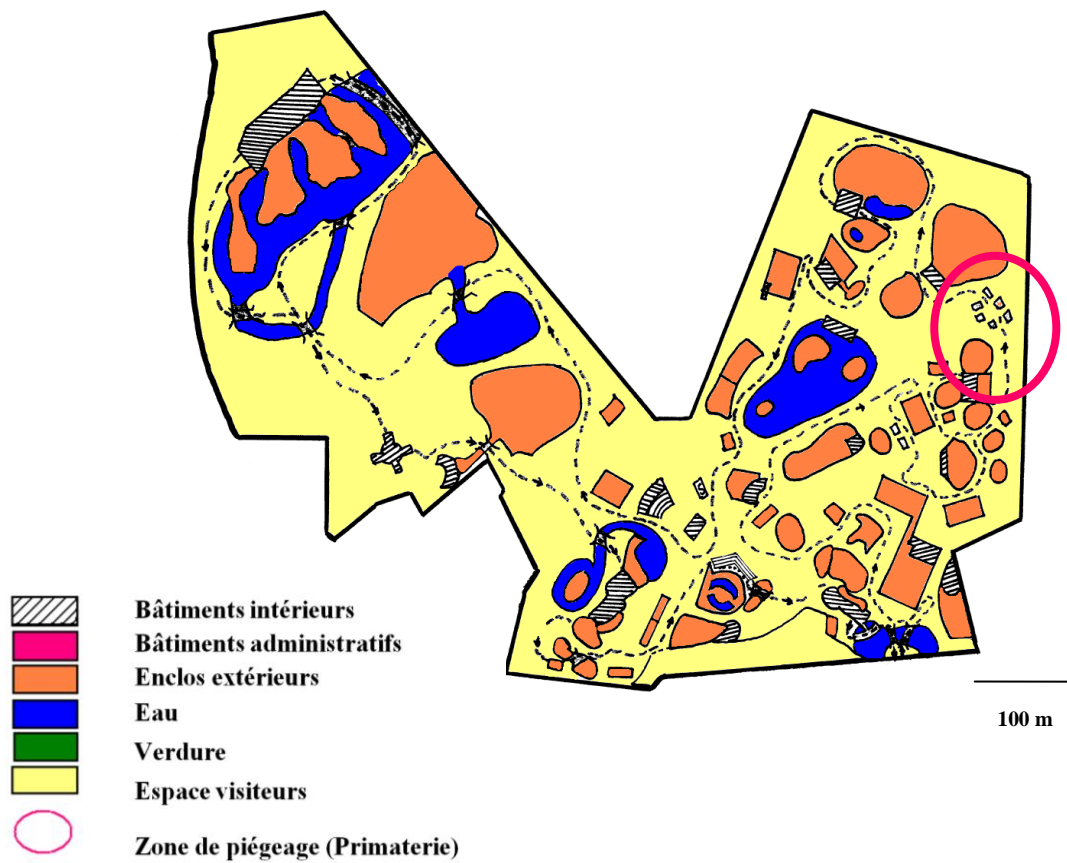 Bâtiments intérieurs
Bâtiments administratifs
Enclos extérieurs
Eau
Verdure
Espace visiteurs
Zone de piégeage (Primaterie)
100 m